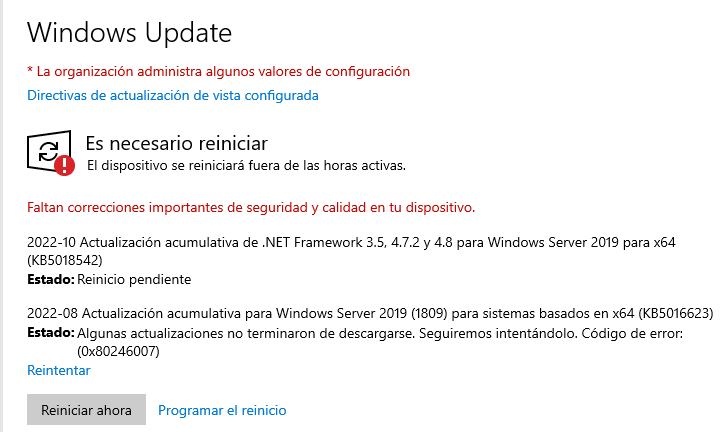 Windows Update
* La organización administra algunos valores de configuración
Directivas de actualización de vista configurada
Es necesario reiniciar
El dispositivo se reiniciará fuera de las horas activas.
Faltan correcciones importantes de seguridad y calidad en tu dispositivo.
2022-10 Actualización acumulativa de .NET Framework 3.5, 4.7.2 y 4.8 para Windows Server 2019 para x64
(KB5018542)
Estado: Reinicio pendiente
2022-08 Actualización acumulativa para Windows Server 2019 (1809) para sistemas basados en x64 (KB5016623)
Estado: Algunas actualizaciones no terminaron de descargarse. Seguiremos intentándolo. Código de error:
(0x80246007)
Reintentar
Reiniciar ahora Programar el reinicio